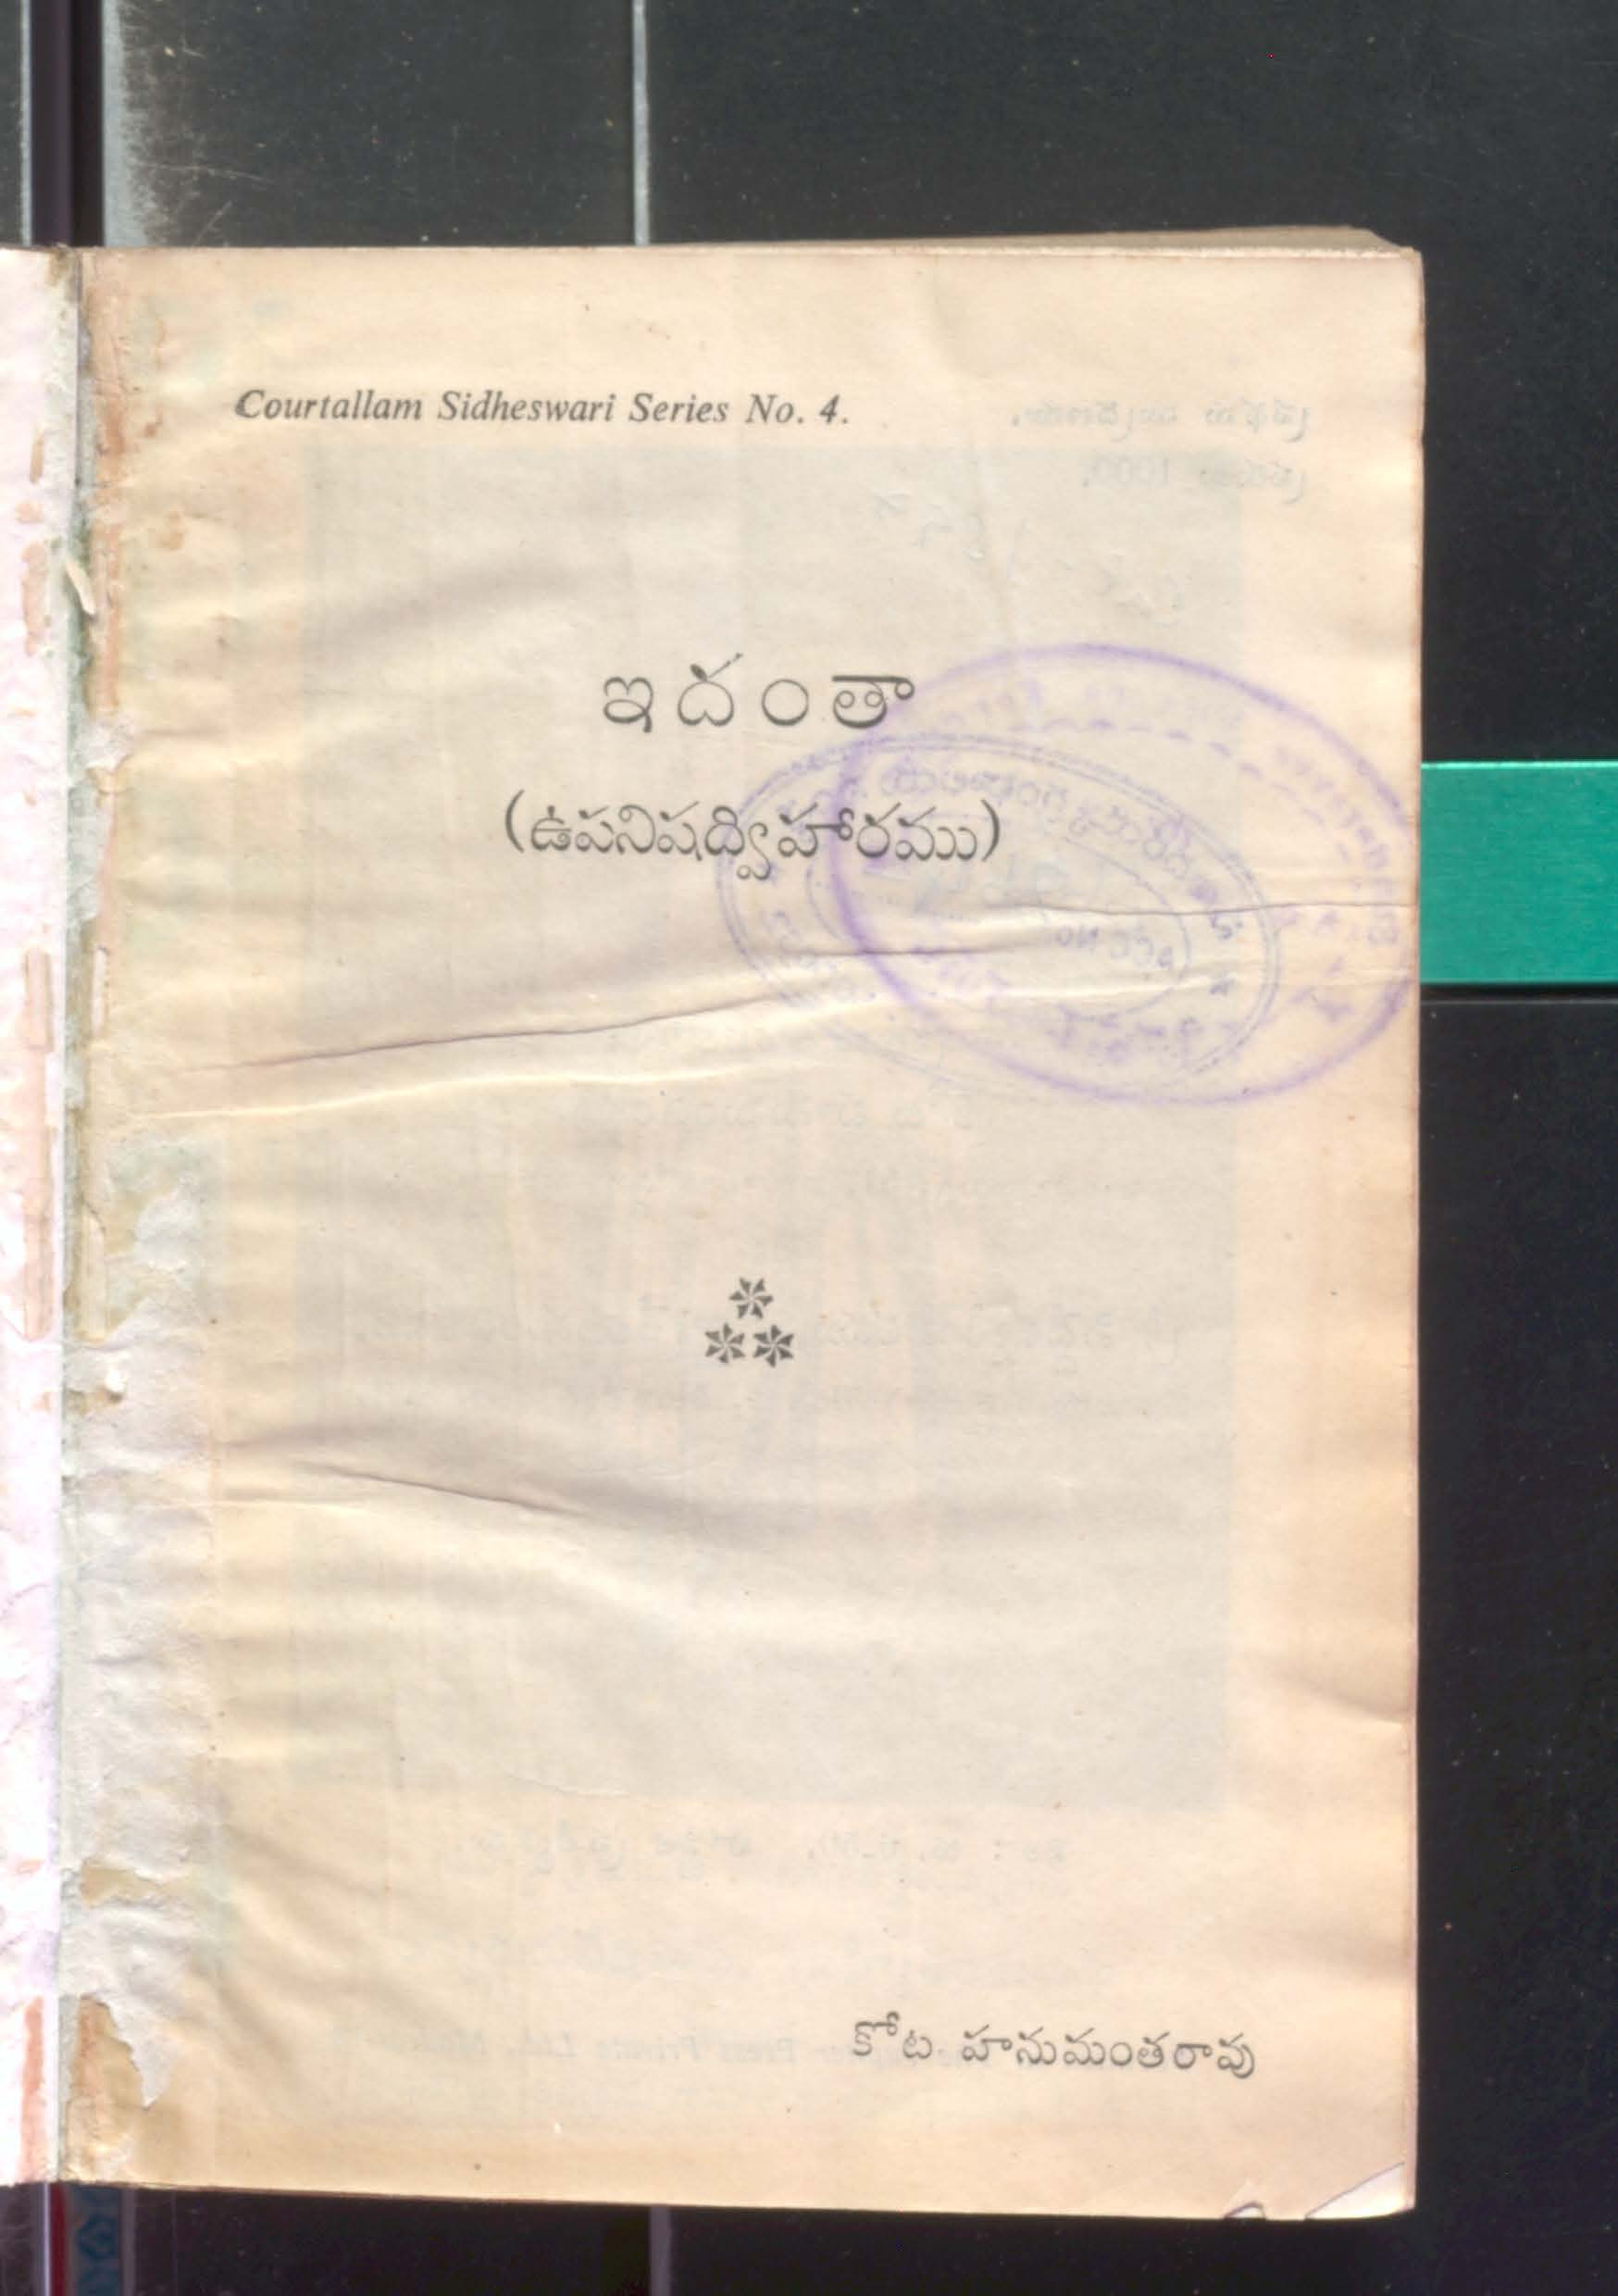 Courtallam Sidheswari Series No. 4.
ఇదంతా
(ఉపనిషద్విహారము)
కోట హనుమంతరావు